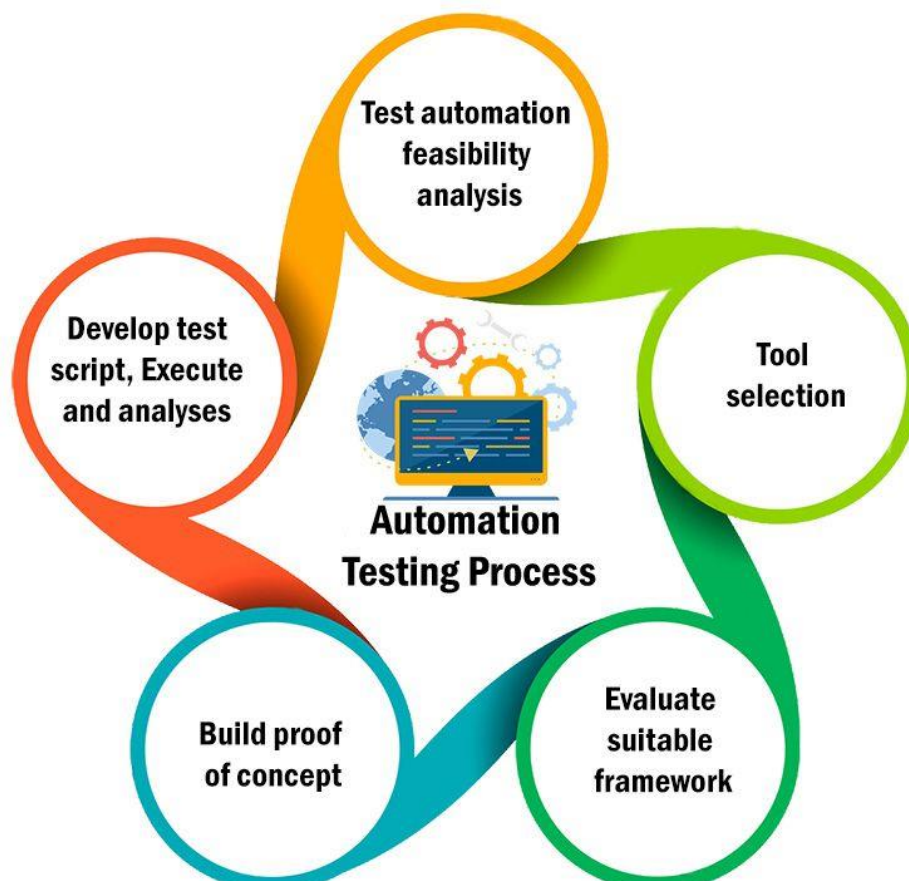 Test automation
feasibility
analysis
Tool
selection
Evaluate
suitable
framework
Build proof
of concept
Develop test
script, Execute
and analyses
Automation
Testing Process